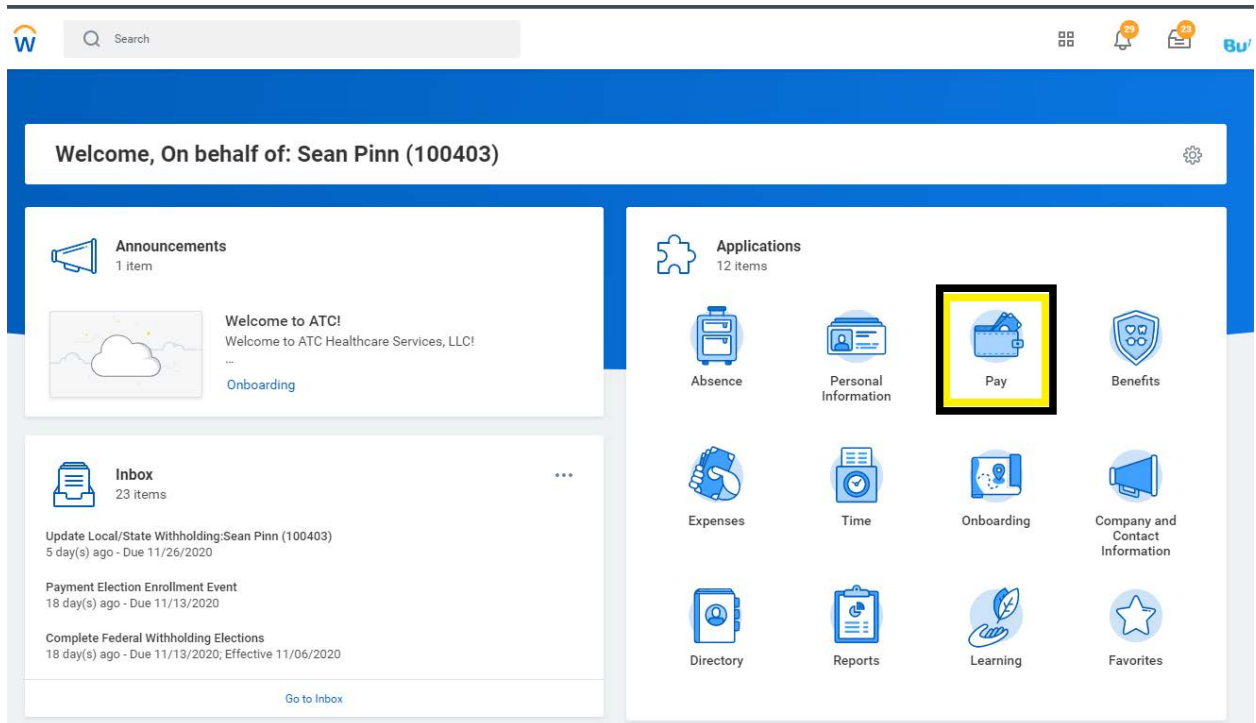 W
Search
29
23
Bu
Welcome, On behalf of: Sean Pinn (100403)
Announcements
1 item
Welcome to ATC!
Welcome to ATC Healthcare Services, LLC!
...
Onboarding
Inbox
23 items
Update Local/State Withholding:Sean Pinn (100403)
5 day(s) ago - Due 11/26/2020
Payment Election Enrollment Event
18 day(s) ago - Due 11/13/2020
Complete Federal Withholding Elections
18 day(s) ago - Due 11/13/2020; Effective 11/06/2020
Go to Inbox
Applications
12 items
Absence
Personal
Information
Pay
Benefits
Expenses
Time
Onboarding
Company and
Contact
Information
Directory
Reports
Learning
Favorites